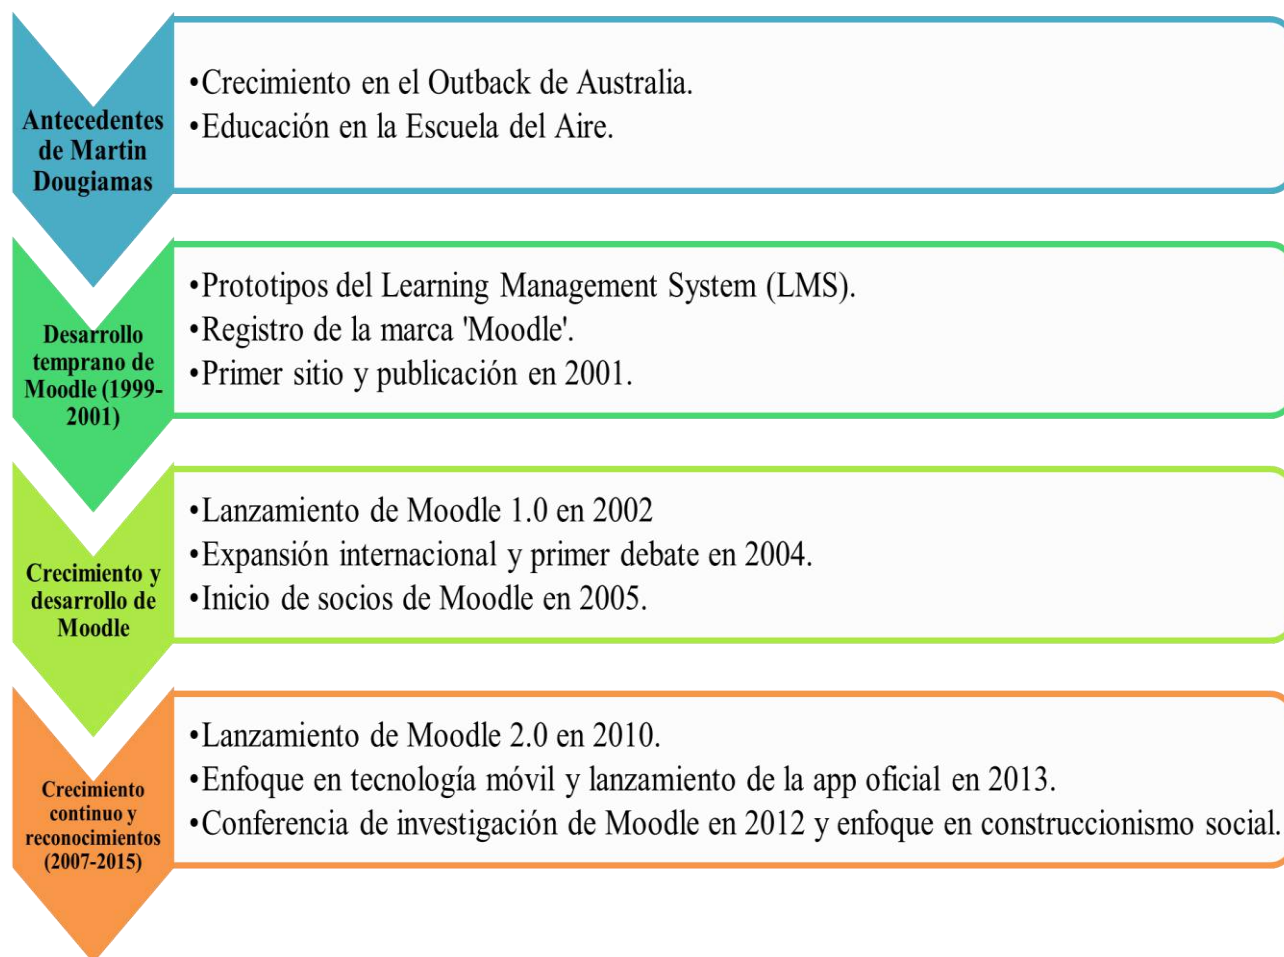 Antecedentes
de Martin
Dougiamas
•Crecimiento en el Outback de Australia.
•Educación en la Escuela del Aire.
Desarrollo
temprano de
Moodle (1999-
2001)
•Prototipos del Learning Management System (LMS).
•Registro de la marca 'Moodle'.
•Primer sitio y publicación en 2001.
Crecimiento y
desarrollo de
Moodle
•Lanzamiento de Moodle 1.0 en 2002
•Expansión internacional y primer debate en 2004.
•Inicio de socios de Moodle en 2005.
Crecimiento
continuo y
reconocimientos
(2007-2015)
•Lanzamiento de Moodle 2.0 en 2010.
•Enfoque en tecnología móvil y lanzamiento de la app oficial en 2013.
•Conferencia de investigación de Moodle en 2012 y enfoque en construccionismo social.